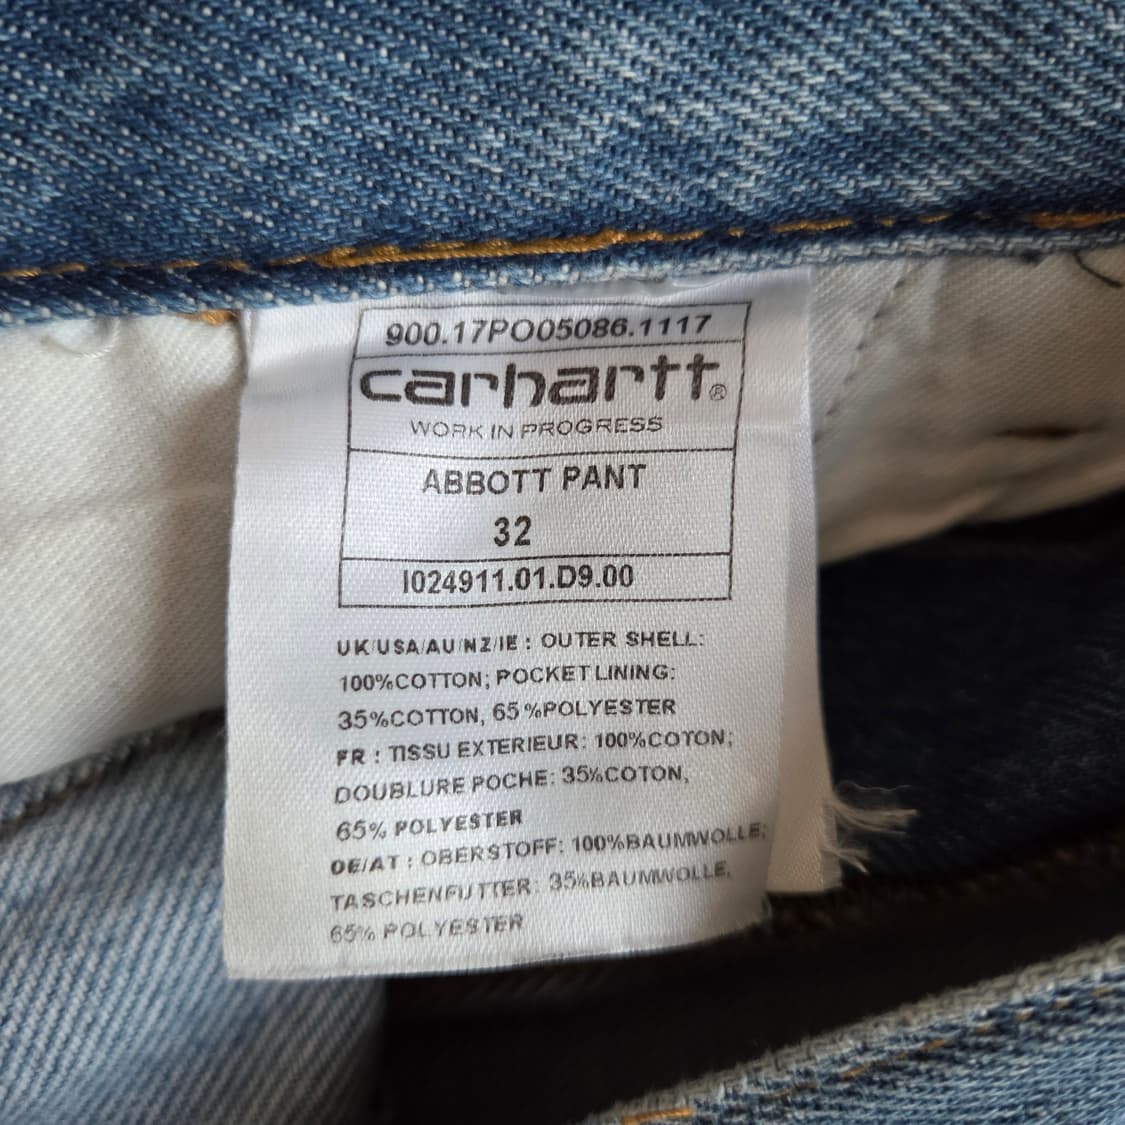 900.17PO05086.1117
carhartt®
WORK IN PROGRESS
ABBOTT PANT
32
I024911.01.D9.00
UK/USA/AU/NZ/IE : OUTER SHELL:
100%COTTON; POCKET LINING:
35%COTTON, 65%POLYESTER
FR : TISSU EXTERIEUR: 100%COTON;
DOUBLURE POCHE: 35%COTON,
65% POLYESTER
DE/AT : OBERSTOFF: 100%BAUMWOLLE;
TASCHENFUTTER: 35%BAUMWOLLE,
65% POLYESTER